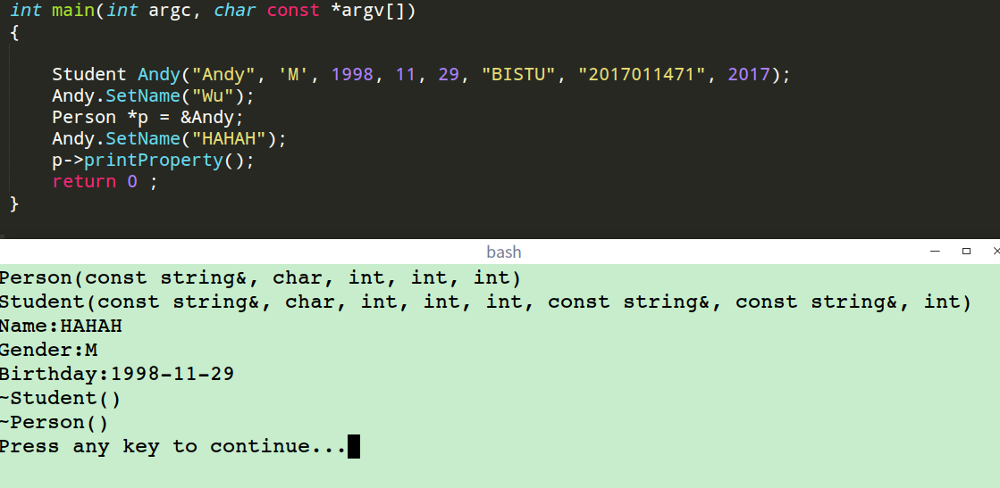 int main(int argc, char const *argv[])
{
Student Andy("Andy", 'M', 1998, 11, 29, "BISTU", "2017011471", 2017);
Andy.SetName("Wu");
Person *p = &Andy;
Andy.SetName("HAHAH");
p->printProperty();
return 0 ;
}
bash
Person(const string&, char, int, int, int)
Student(const string&, char, int, int, int, const string&, const string&, int)
Name:HAHAH
Gender:M
Birthday:1998-11-29
~Student()
~Person()
Press any key to continue...